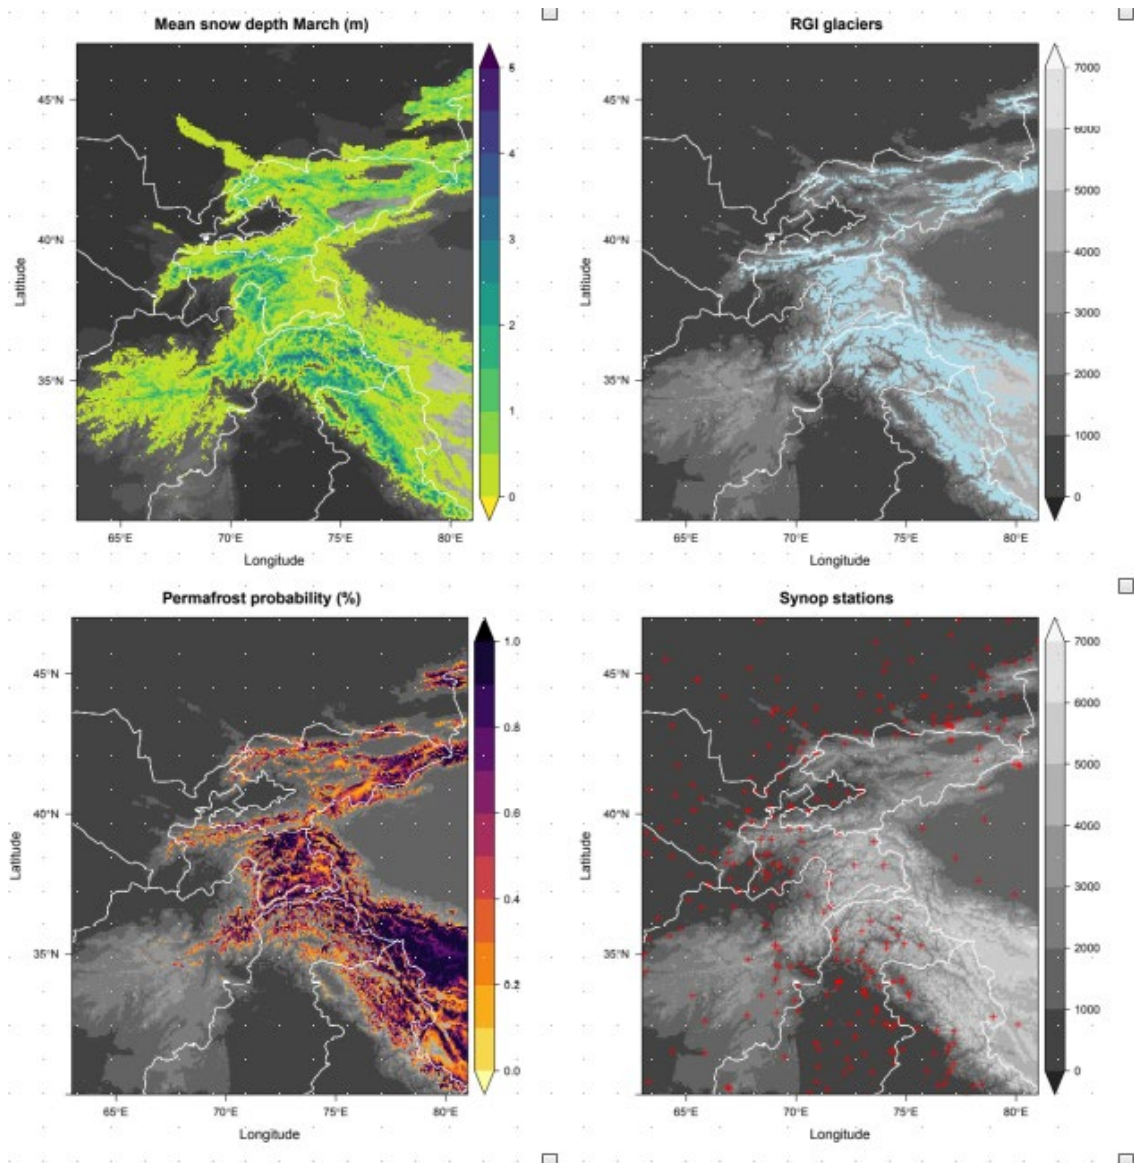 Mean snow depth March (m)
45°N
40°N
35°N
Latitude
65°E 70°E 75°E 80°E
Longitude
5
4
3
2
1
0
RGI glaciers
45°N
40°N
35°N
Latitude
65°E 70°E 75°E 80°E
Longitude
7000
6000
5000
4000
3000
2000
1000
0
Permafrost probability (%)
45°N
40°N
35°N
Latitude
65°E 70°E 75°E 80°E
Longitude
1.0
0.8
0.6
0.4
0.2
0.0
Synop stations
45°N
40°N
35°N
Latitude
65°E 70°E 75°E 80°E
Longitude
7000
6000
5000
4000
3000
2000
1000
0